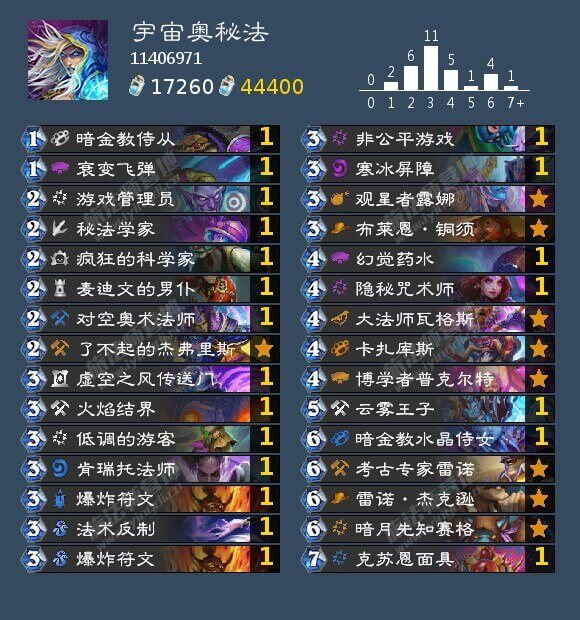 宇宙奥秘法
11406971
17260 44400
0 2 6 11 5 1 4 1
0 1 2 3 4 5 6 7+
1 暗金教侍从 1
1 衰变飞弹 1
2 游戏管理员 1
2 秘法学家 1
2 疯狂的科学家 1
2 麦迪文的男仆 1
2 对空奥术法师 1
2 了不起的杰弗里斯
3 虚空之风传送门 1
3 火焰结界 1
3 低调的游客 1
3 肯瑞托法师 1
3 爆炸符文 1
3 法术反制 1
3 爆炸符文 1
3 非公平游戏 1
3 寒冰屏障 1
3 观星者露娜
3 布莱恩·铜须
4 幻觉药水 1
4 隐秘咒术师 1
4 大法师瓦格斯
4 卡扎库斯
4 博学者普克尔特
5 云雾王子 1
6 暗金教水晶侍女 1
6 考古专家雷诺
6 雷诺·杰克逊
6 暗月先知赛格
7 克苏恩面具 1